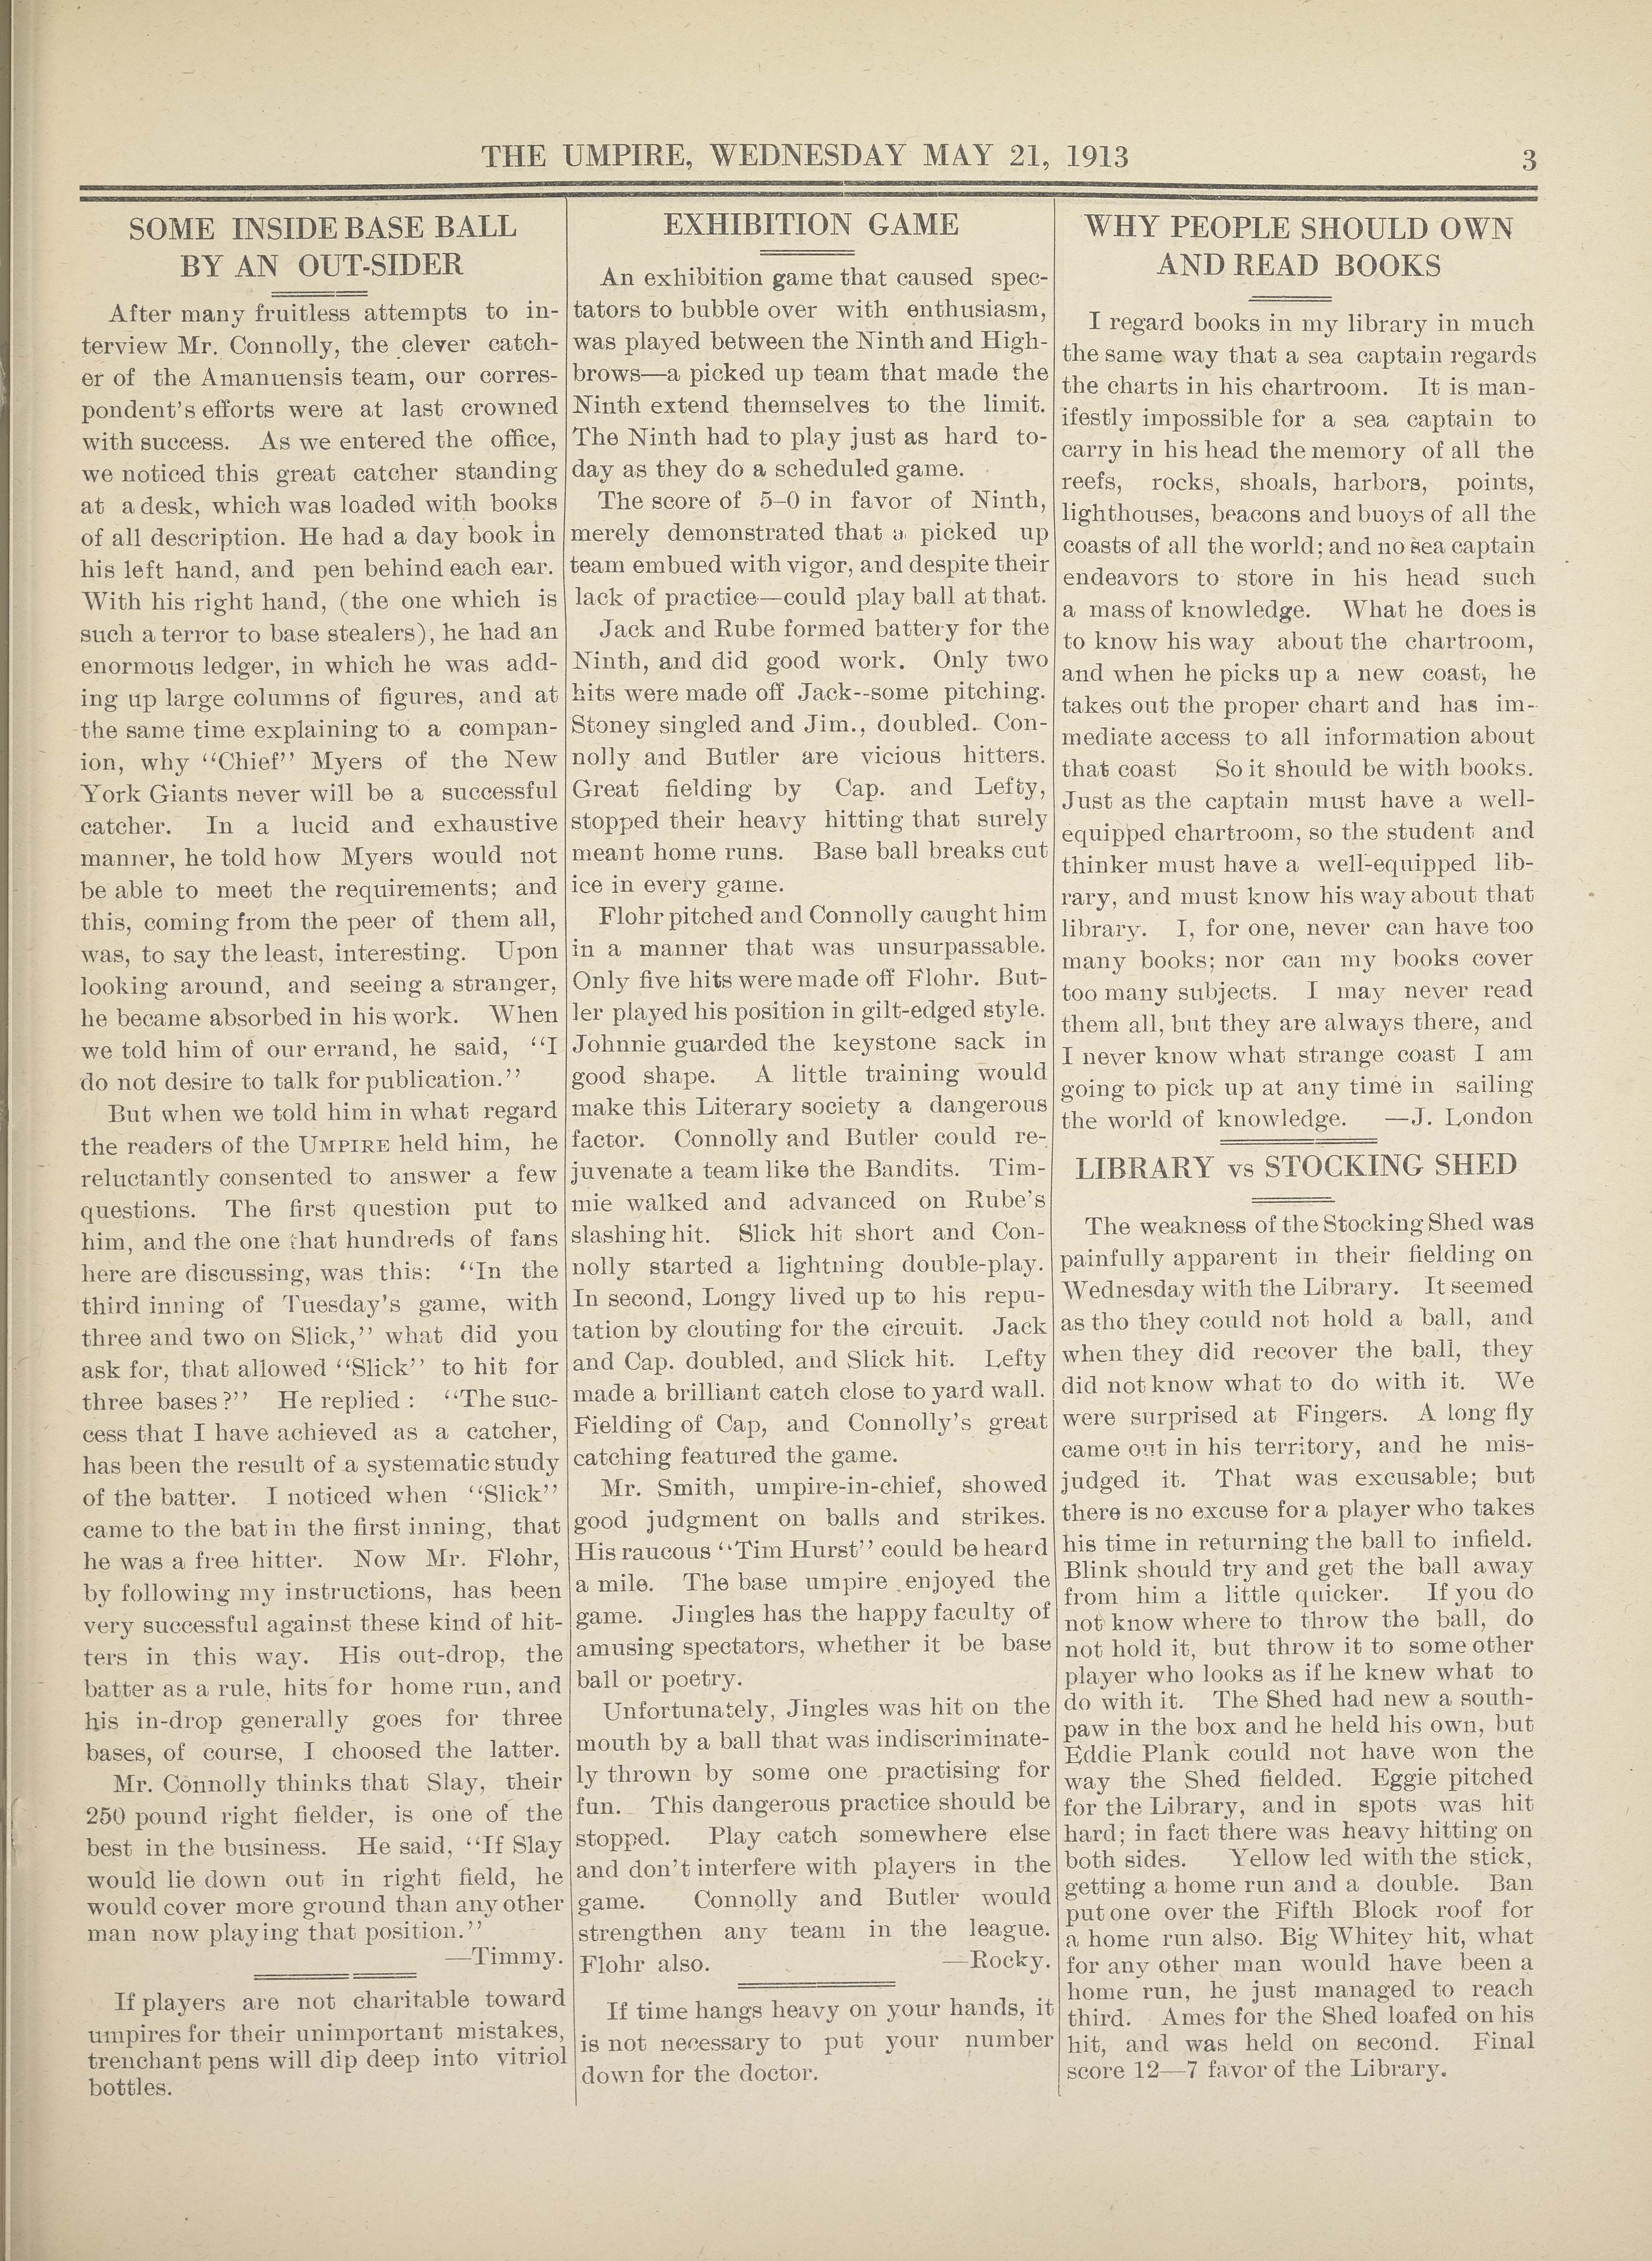 THE UMPIRE, WEDNESDAY MAY 21, 1913
3
SOME INSIDE BASE BALL
BY AN OUT-SIDER
After many fruitless attempts to in-
terview Mr. Connolly, the clever catch-
er of the Amanuensis team, our corres-
pondent's efforts were at last crowned
with success. As we entered the office,
we noticed this great catcher standing
at a desk, which was loaded with books
of all description. He had a day book in
his left hand, and pen behind each ear.
With his right hand, (the one which is
such a terror to base stealers), he had an
enormous ledger, in which he was add-
ing up large columns of figures, and at
the same time explaining to a compan-
ion, why "Chief" Myers of the New
York Giants never will be a successful
catcher. In a lucid and exhaustive
manner, he told how Myers would not
be able to meet the requirements; and
this, coming from the peer of them all,
was, to say the least, interesting. Upon
looking around, and seeing a stranger,
he became absorbed in his work. When
we told him of our errand, he said, "I
do not desire to talk for publication."
But when we told him in what regard
the readers of the UMPIRE held him, he
reluctantly consented to answer a few
questions. The first question put to
him, and the one that hundreds of fans
here are discussing, was this: "In the
third inning of Tuesday's game, with
three and two on Slick," what did you
ask for, that allowed "Slick" to hit for
three bases?" He replied: "The suc-
cess that I have achieved as a catcher,
has been the result of a systematic study
of the batter. I noticed when "Slick"
came to the bat in the first inning, that
he was a free hitter. Now Mr. Flohr,
by following my instructions, has been
very successful against these kind of hit-
ters in this way. His out-drop, the
batter as a rule, hits for home run, and
his in-drop generally goes for three
bases, of course, I choosed the latter.
Mr. Connolly thinks that Slay, their
250 pound right fielder, is one of the
best in the business. He said, "If Slay
would lie down out in right field, he
would cover more ground than any other
man now playing that position."
—Timmy.
If players are not charitable toward
umpires for their unimportant mistakes,
trenchant pens will dip deep into vitriol
bottles.
EXHIBITION GAME
An exhibition game that caused spec-
tators to bubble over with enthusiasm,
was played between the Ninth and High-
brows—a picked up team that made the
Ninth extend themselves to the limit.
The Ninth had to play just as hard to-
day as they do a scheduled game.
The score of 5–0 in favor of Ninth,
merely demonstrated that a picked up
team embued with vigor, and despite their
lack of practice—could play ball at that.
Jack and Rube formed battery for the
Ninth, and did good work. Only two
hits were made off Jack--some pitching.
Stoney singled and Jim., doubled. Con-
nolly and Butler are vicious hitters.
Great fielding by Cap. and Lefty,
stopped their heavy hitting that surely
meant home runs. Base ball breaks cut
ice in every game.
Flohr pitched and Connolly caught him
in a manner that was unsurpassable.
Only five hits were made off Flohr. But-
ler played his position in gilt-edged style.
Johnnie guarded the keystone sack in
good shape. A little training would
make this Literary society a dangerous
factor. Connolly and Butler could re-
juvenate a team like the Bandits. Tim-
mie walked and advanced on Rube's
slashing hit. Slick hit short and Con-
nolly started a lightning double-play.
In second, Longy lived up to his repu-
tation by clouting for the circuit. Jack
and Cap. doubled, and Slick hit. Lefty
made a brilliant catch close to yard wall.
Fielding of Cap, and Connolly's great
catching featured the game.
Mr. Smith, umpire-in-chief, showed
good judgment on balls and strikes.
His raucous "Tim Hurst" could be heard
a mile. The base umpire enjoyed the
game. Jingles has the happy faculty of
amusing spectators, whether it be base
ball or poetry.
Unfortunately, Jingles was hit on the
mouth by a ball that was indiscriminate-
ly thrown by some one practising for
fun. This dangerous practice should be
stopped. Play catch somewhere else
and don't interfere with players in the
game. Connolly and Butler would
strengthen any team in the league.
Flohr also. —Rocky.
If time hangs heavy on your hands, it
is not necessary to put your number
down for the doctor.
WHY PEOPLE SHOULD OWN
AND READ BOOKS
I regard books in my library in much
the same way that a sea captain regards
the charts in his chartroom. It is man-
ifestly impossible for a sea captain to
carry in his head the memory of all the
reefs, rocks, shoals, harbors, points,
lighthouses, beacons and buoys of all the
coasts of all the world; and no sea captain
endeavors to store in his head such
a mass of knowledge. What he does is
to know his way about the chartroom,
and when he picks up a new coast, he
takes out the proper chart and has im-
mediate access to all information about
that coast So it should be with books.
Just as the captain must have a well-
equipped chartroom, so the student and
thinker must have a well-equipped lib-
rary, and must know his way about that
library. I, for one, never can have too
many books; nor can my books cover
too many subjects. I may never read
them all, but they are always there, and
I never know what strange coast I am
going to pick up at any time in sailing
the world of knowledge. —J. London
LIBRARY vs STOCKING SHED
The weakness of the Stocking Shed was
painfully apparent in their fielding on
Wednesday with the Library. It seemed
as tho they could not hold a ball, and
when they did recover the ball, they
did not know what to do with it. We
were surprised at Fingers. A long fly
came out in his territory, and he mis-
judged it. That was excusable; but
there is no excuse for a player who takes
his time in returning the ball to infield.
Blink should try and get the ball away
from him a little quicker. If you do
not know where to throw the ball, do
not hold it, but throw it to some other
player who looks as if he knew what to
do with it. The Shed had new a south-
paw in the box and he held his own, but
Eddie Plank could not have won the
way the Shed fielded. Eggie pitched
for the Library, and in spots was hit
hard; in fact there was heavy hitting on
both sides. Yellow led with the stick,
getting a home run and a double. Ban
put one over the Fifth Block roof for
a home run also. Big Whitey hit, what
for any other man would have been a
home run, he just managed to reach
third. Ames for the Shed loafed on his
hit, and was held on second. Final
score 12—7 favor of the Library.